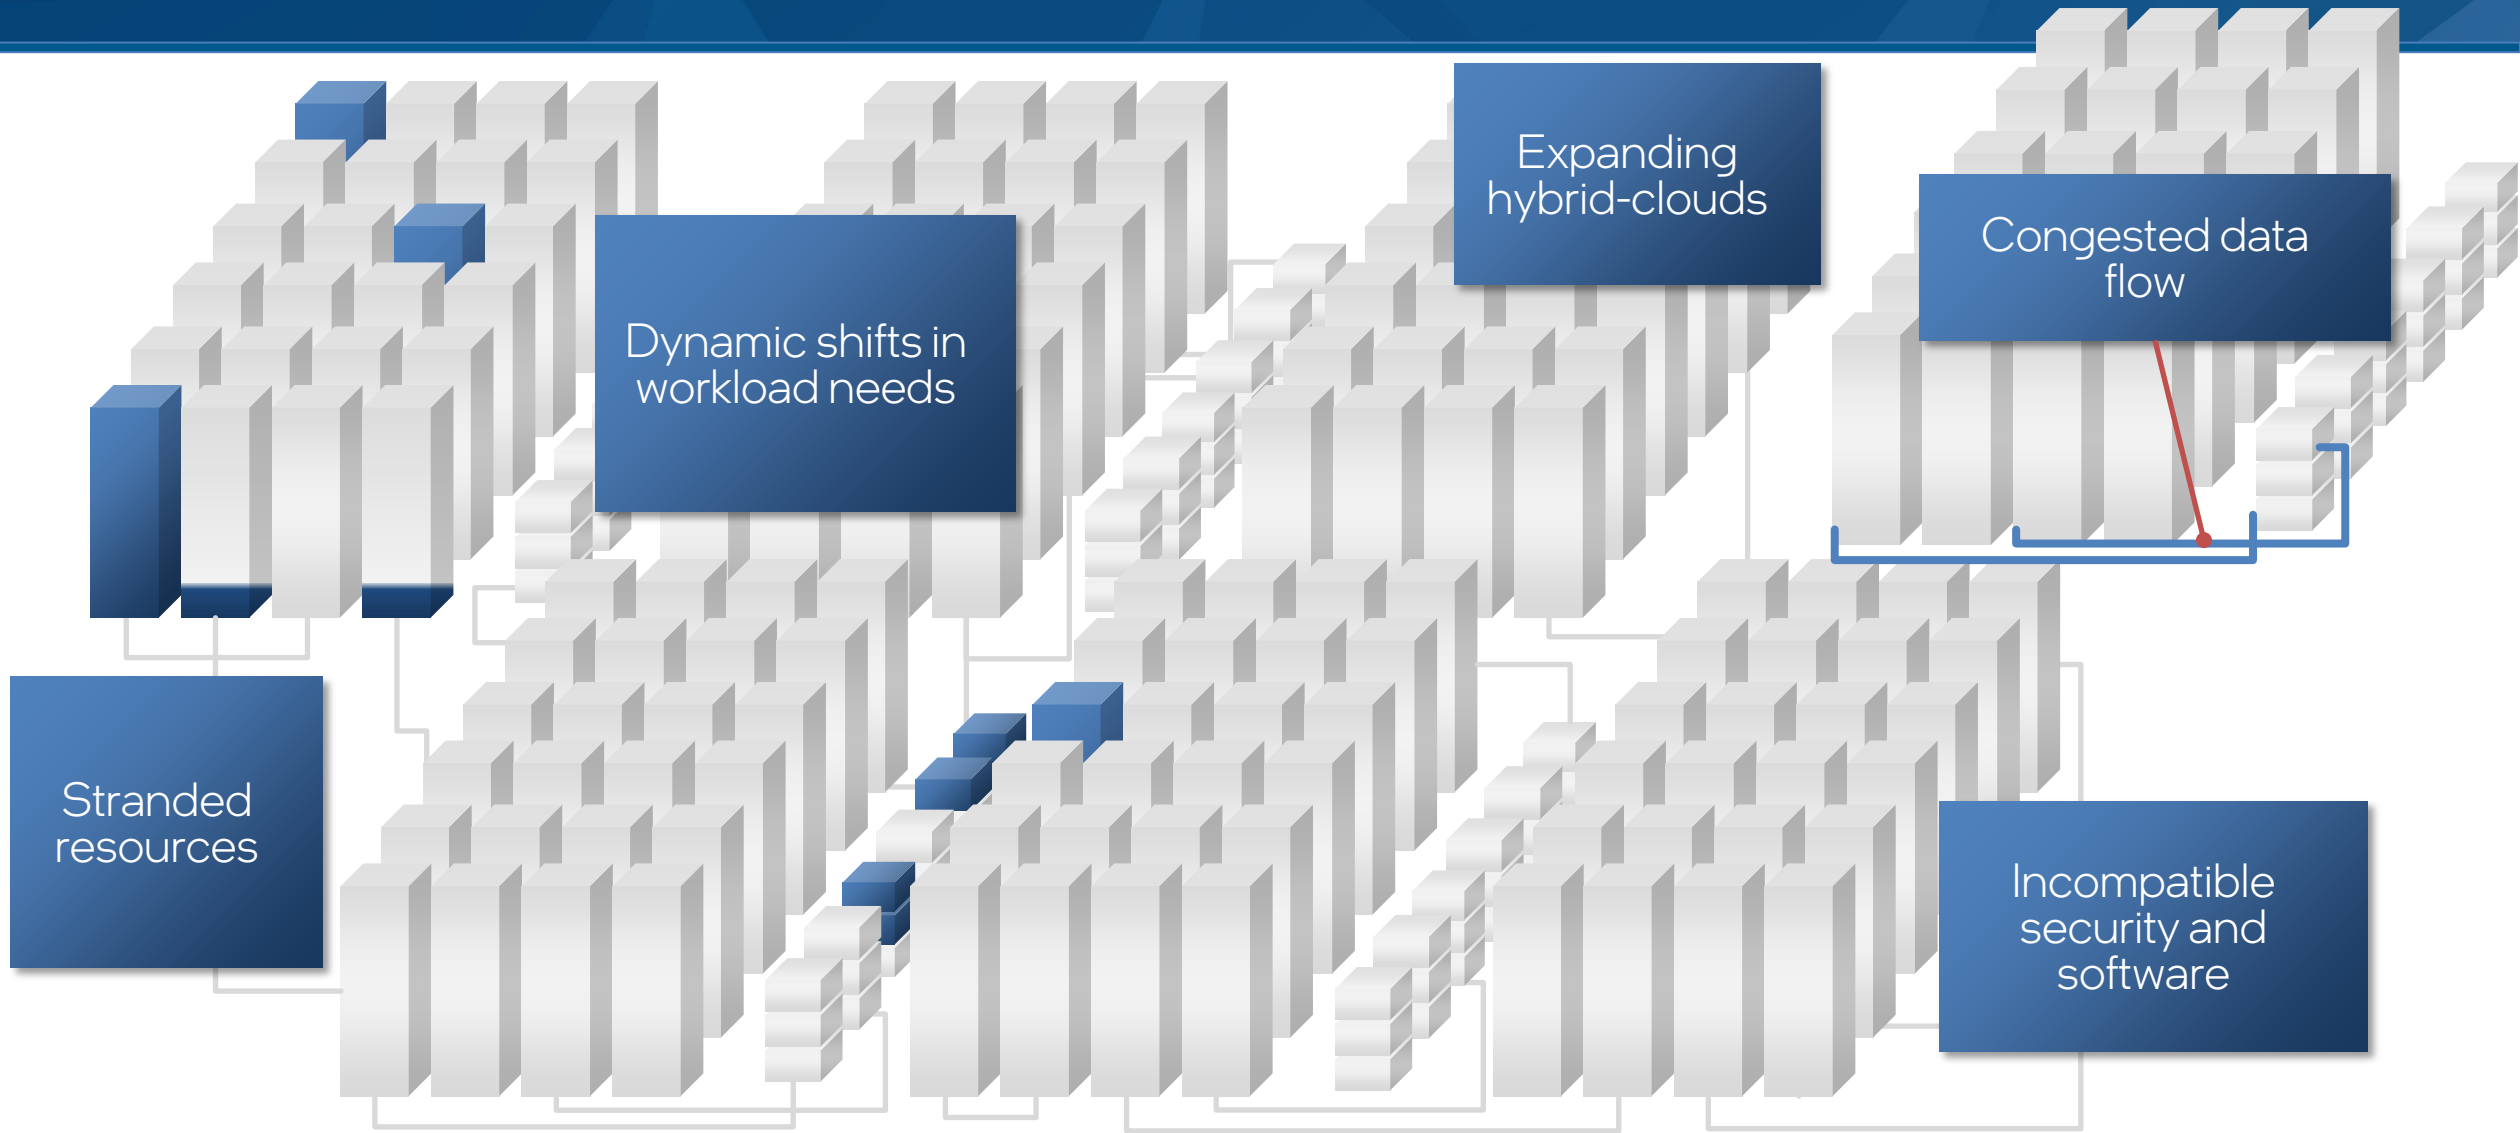 Expanding
hybrid-clouds
Congested data
flow
Dynamic shifts in
workload needs
Stranded
resources
Incompatible
security and
software